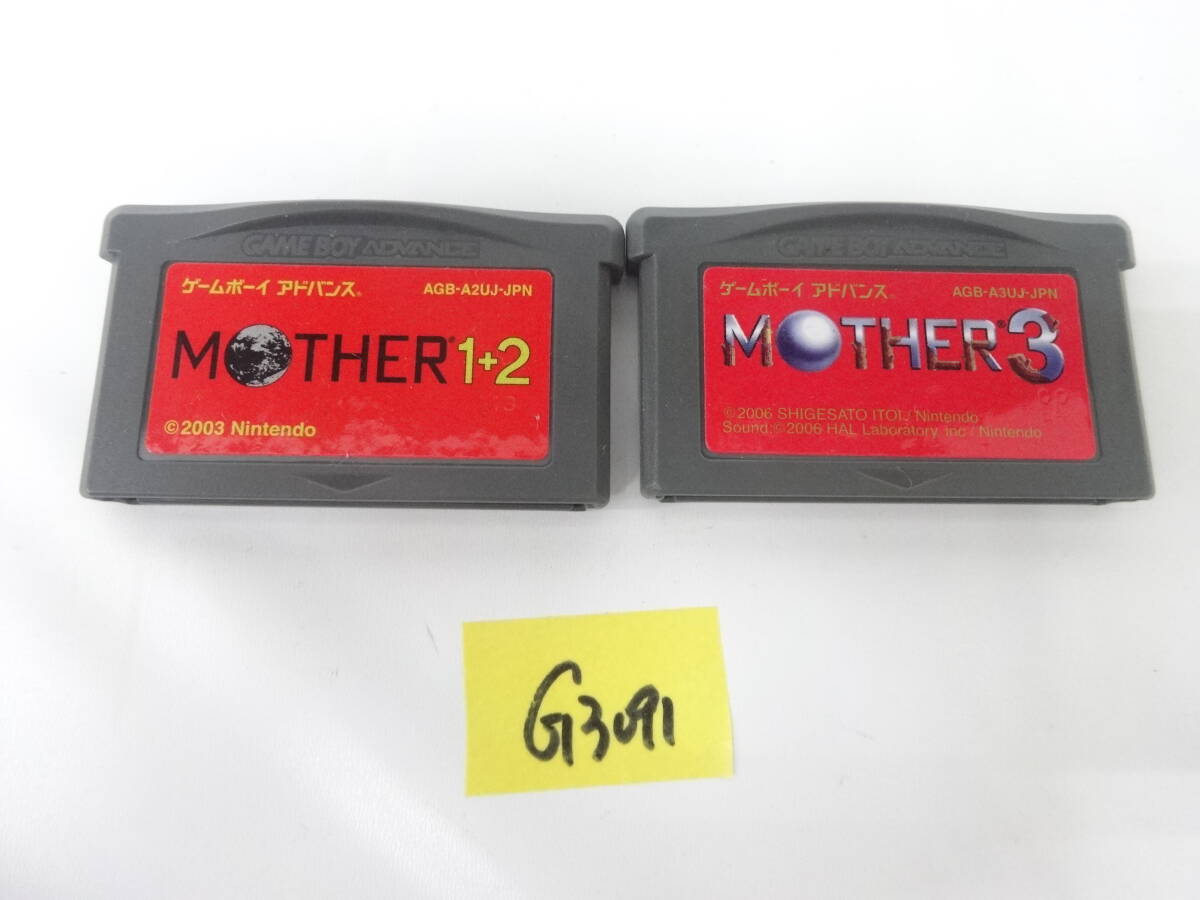 GAME BOY ADVANCE
ゲームボーイ アドバンス®
AGB-A2UJ-JPN
MOTHER® 1+2
©2003 Nintendo
GAME BOY ADVANCE
ゲームボーイ アドバンス®
AGB-A3UJ-JPN
MOTHER® 3
©2006 SHIGESATO ITOI / Nintendo
Sound:©2006 HAL Laboratory, inc / Nintendo
G3091